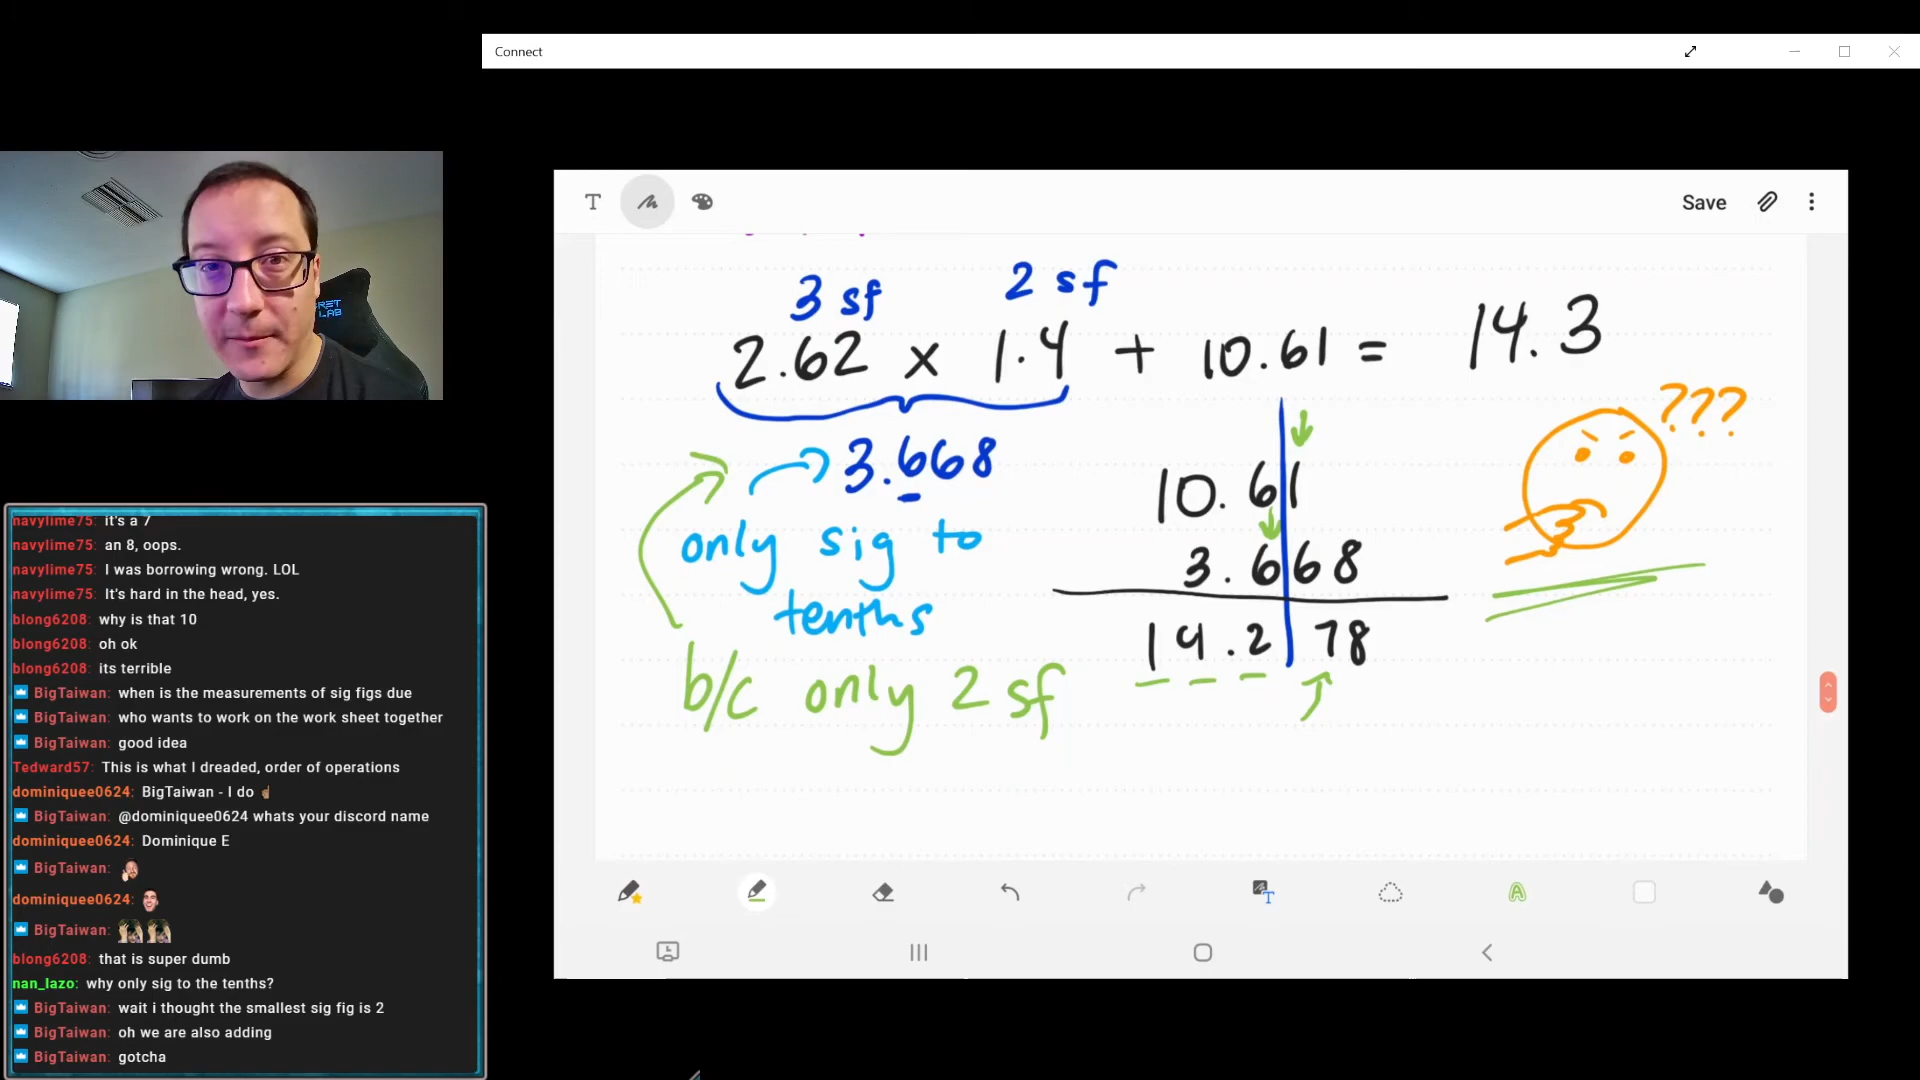 Connect
Save
3 sf 2 sf
2.62 x 1.4 + 10.61 = 14.3
???
3.668
10.61
only sig to
tenths
3.668
14.278
b/c only 2 sf
RET
LAB
navylime75: it's a 7
navylime75: an 8, oops.
navylime75: I was borrowing wrong. LOL
navylime75: It's hard in the head, yes.
blong6208: why is that 10
blong6208: oh ok
blong6208: its terrible
BigTaiwan: when is the measurements of sig figs due
BigTaiwan: who wants to work on the work sheet together
BigTaiwan: good idea
Tedward57: This is what I dreaded, order of operations
dominiquee0624: BigTaiwan - I do ☝🏾
BigTaiwan: @dominiquee0624 whats your discord name
dominiquee0624: Dominique E
BigTaiwan:
dominiquee0624:
BigTaiwan:
blong6208: that is super dumb
nan_lazo: why only sig to the tenths?
BigTaiwan: wait i thought the smallest sig fig is 2
BigTaiwan: oh we are also adding
BigTaiwan: gotcha